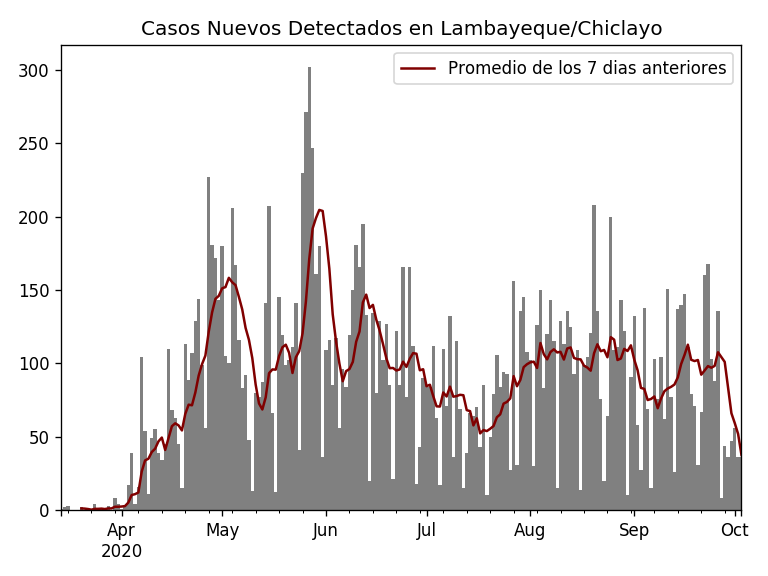 Casos Nuevos Detectados en Lambayeque/Chiclayo
Promedio de los 7 dias anteriores
300
250
200
150
100
50
0
Apr May Jun Jul Aug Sep Oct
2020